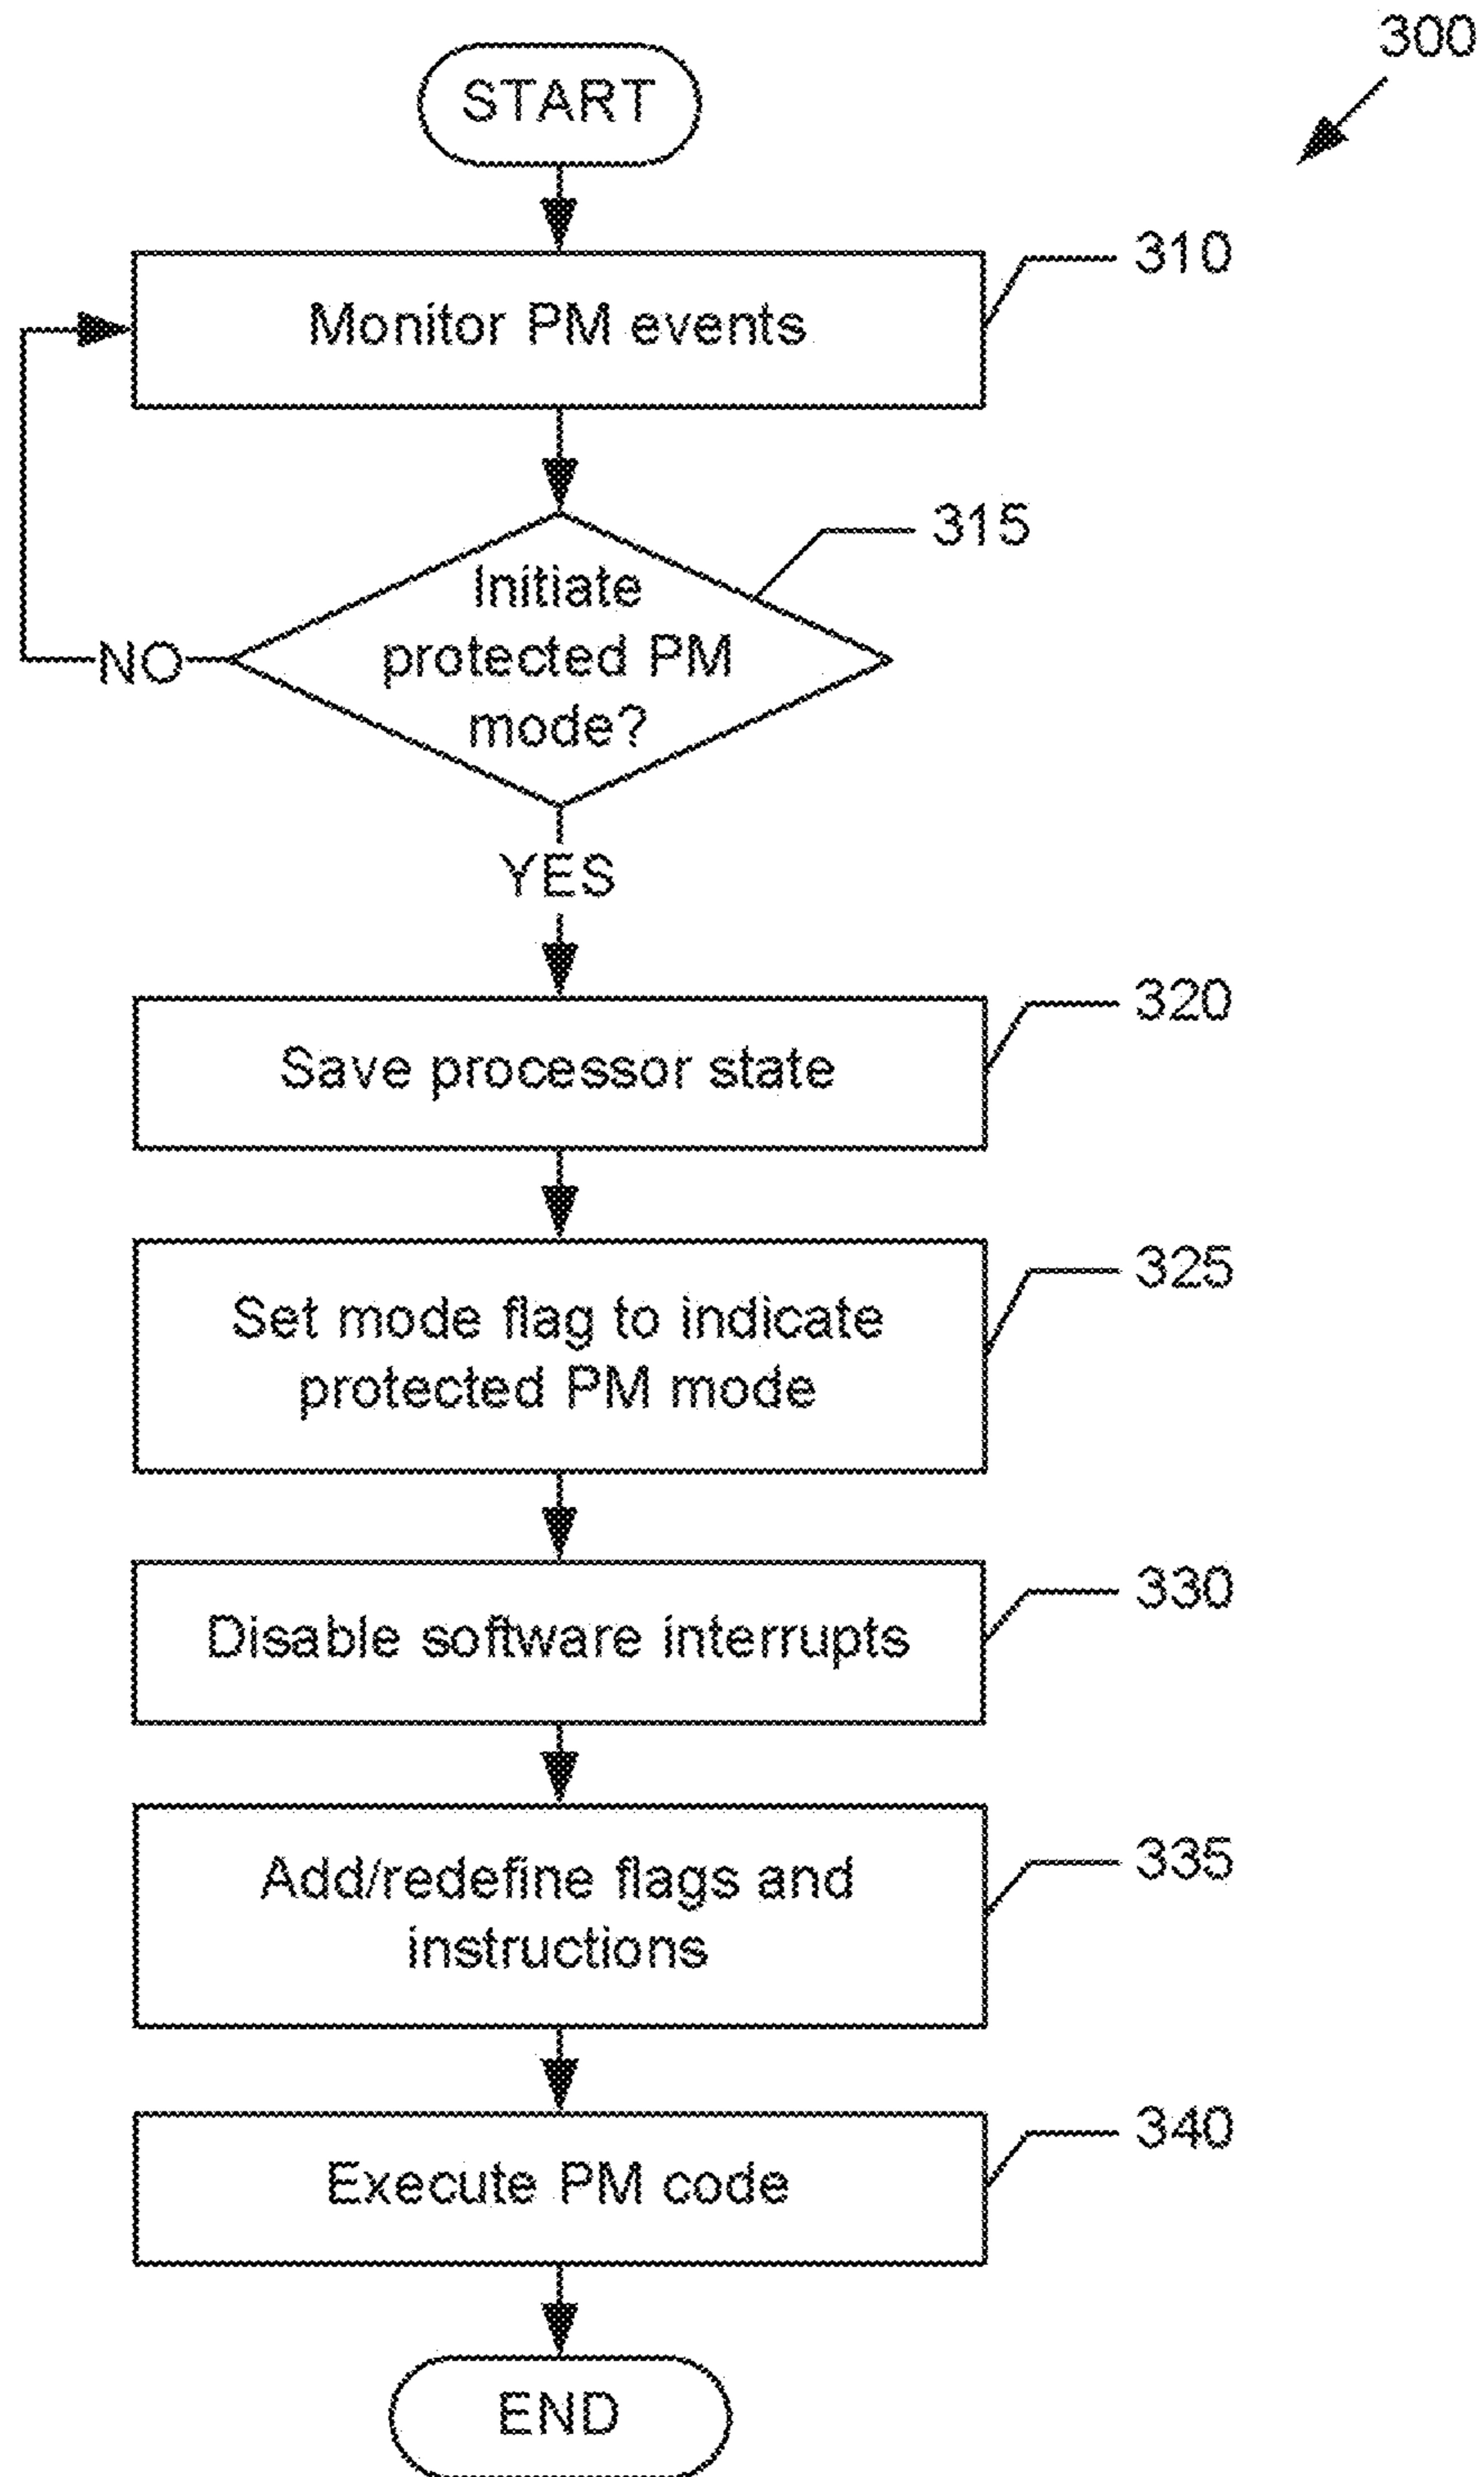 300
START
310
Monitor PM events
315
Initiate
protected PM
mode?
NO
YES
320
Save processor state
325
Set mode flag to indicate
protected PM mode
330
Disable software interrupts
335
Add/redefine flags and
instructions
340
Execute PM code
END